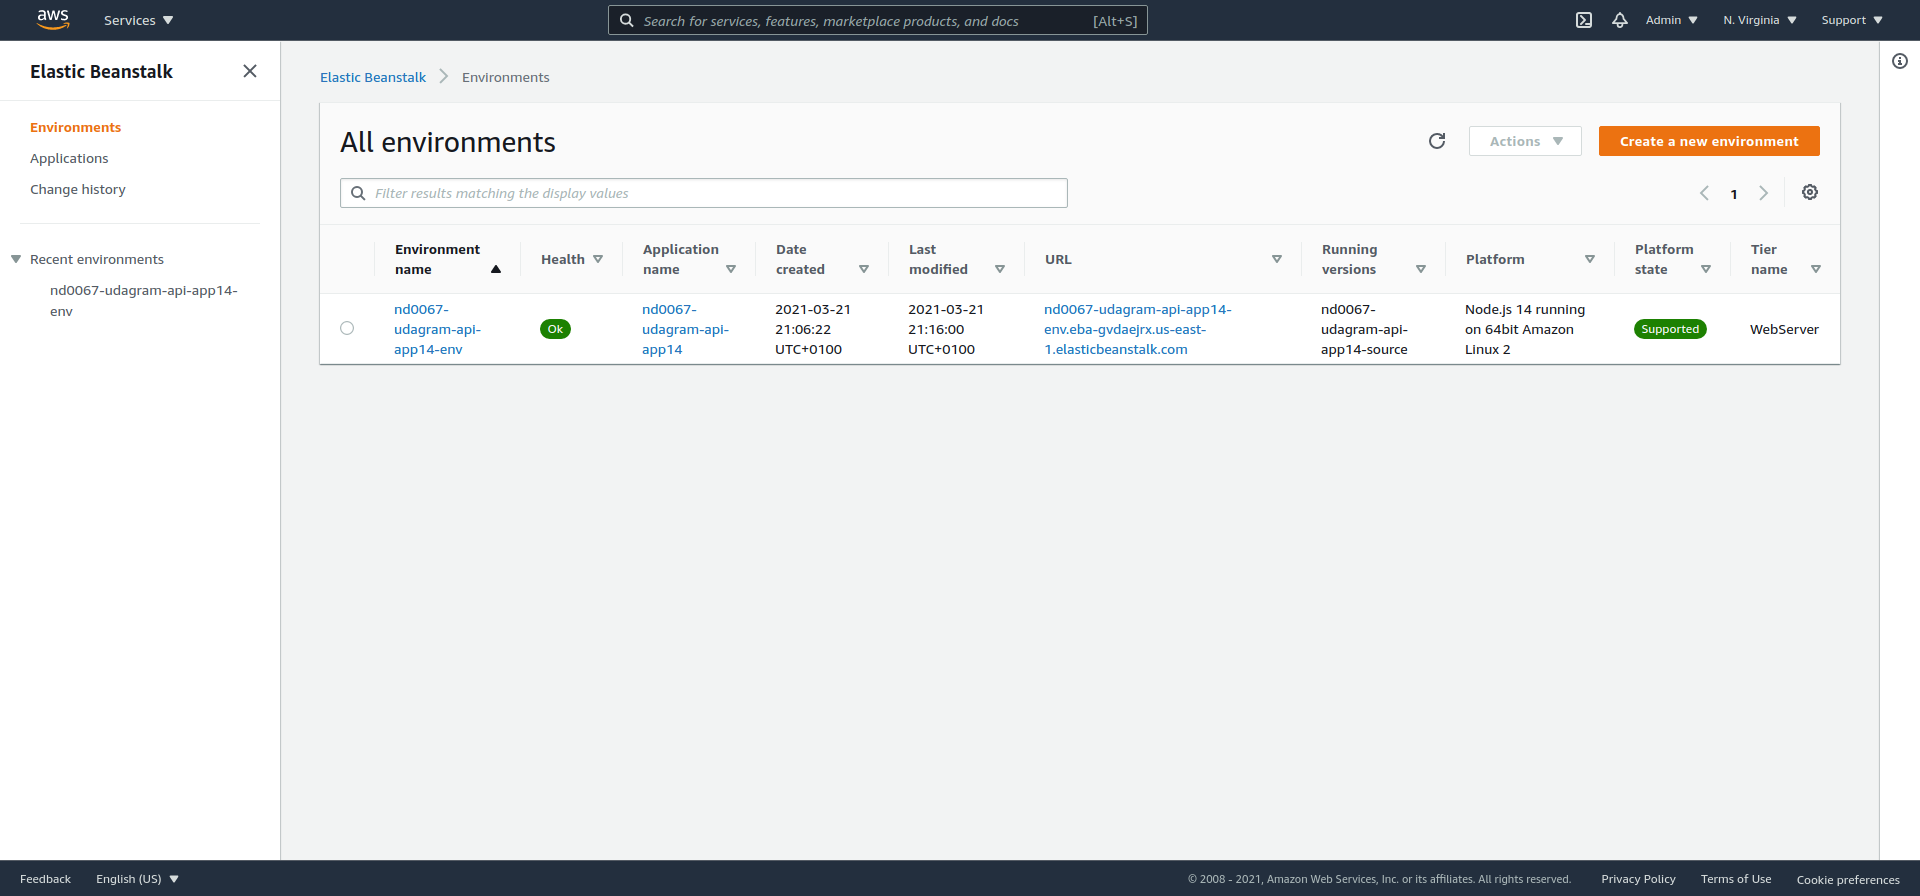 aws
Services
Search for services, features, marketplace products, and docs
[Alt+S]
Admin
N. Virginia
Support
Elastic Beanstalk
Environments
Applications
Change history
Recent environments
nd0067-udagram-api-app14-
env
Elastic Beanstalk
Environments
All environments
Actions
Create a new environment
Filter results matching the display values
1
Environment
name
Health
Application
name
Date
created
Last
modified
URL
Running
versions
Platform
Platform
state
Tier
name
nd0067-
udagram-api-
app14-env
Ok
nd0067-
udagram-api-
app14
2021-03-21
21:06:22
UTC+0100
2021-03-21
21:16:00
UTC+0100
nd0067-udagram-api-app14-
env.eba-gvdaejrx.us-east-
1.elasticbeanstalk.com
nd0067-
udagram-api-
app14-source
Node.js 14 running
on 64bit Amazon
Linux 2
Supported
WebServer
Feedback
English (US)
© 2008 - 2021, Amazon Web Services, Inc. or its affiliates. All rights reserved.
Privacy Policy
Terms of Use
Cookie preferences